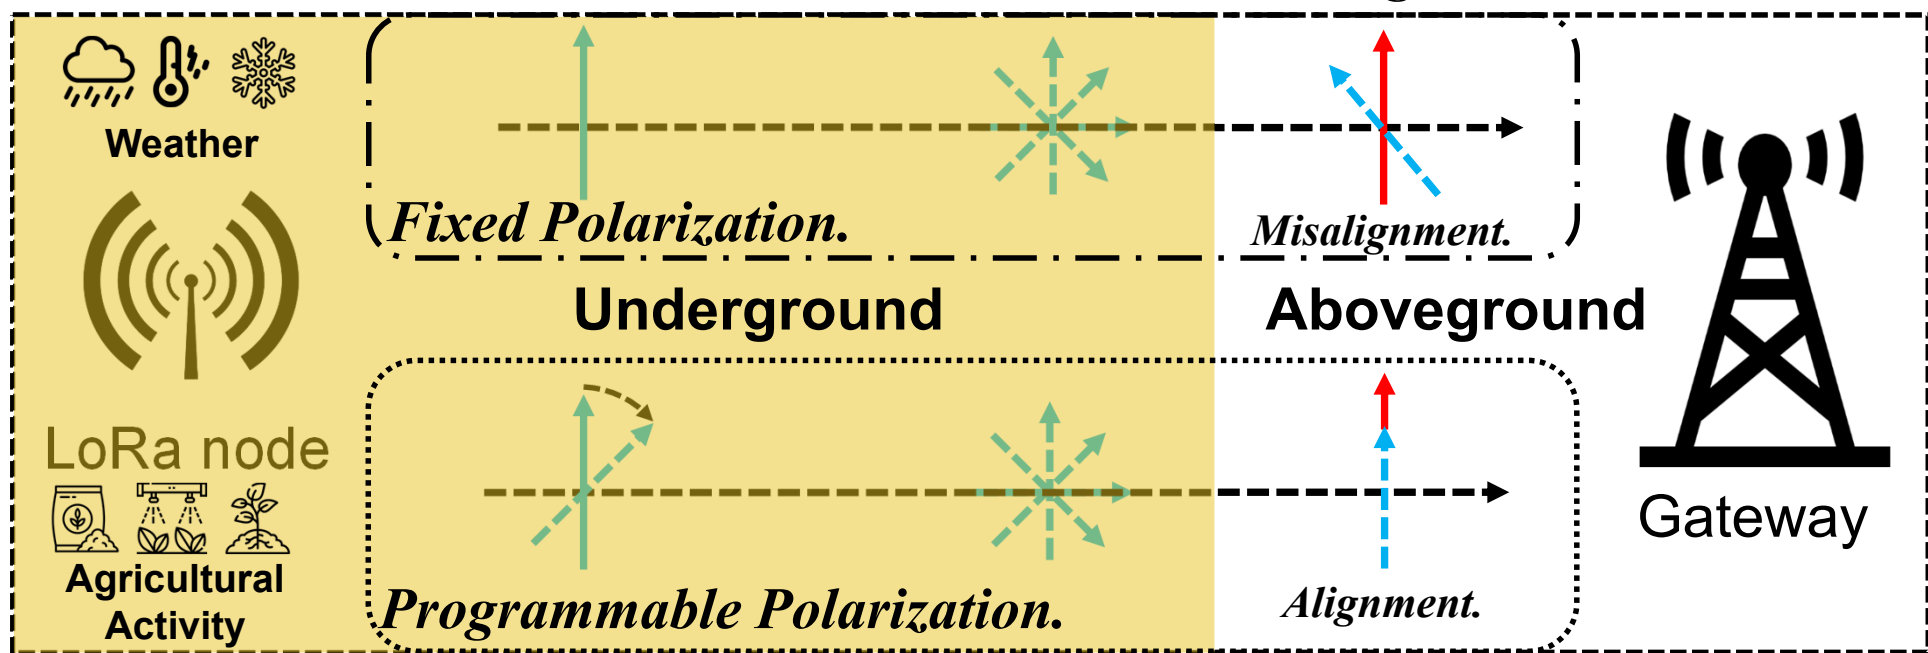 Weather
Fixed Polarization.
Misalignment.
Underground
Aboveground
LoRa node
Gateway
Agricultural
Activity
Programmable Polarization.
Alignment.